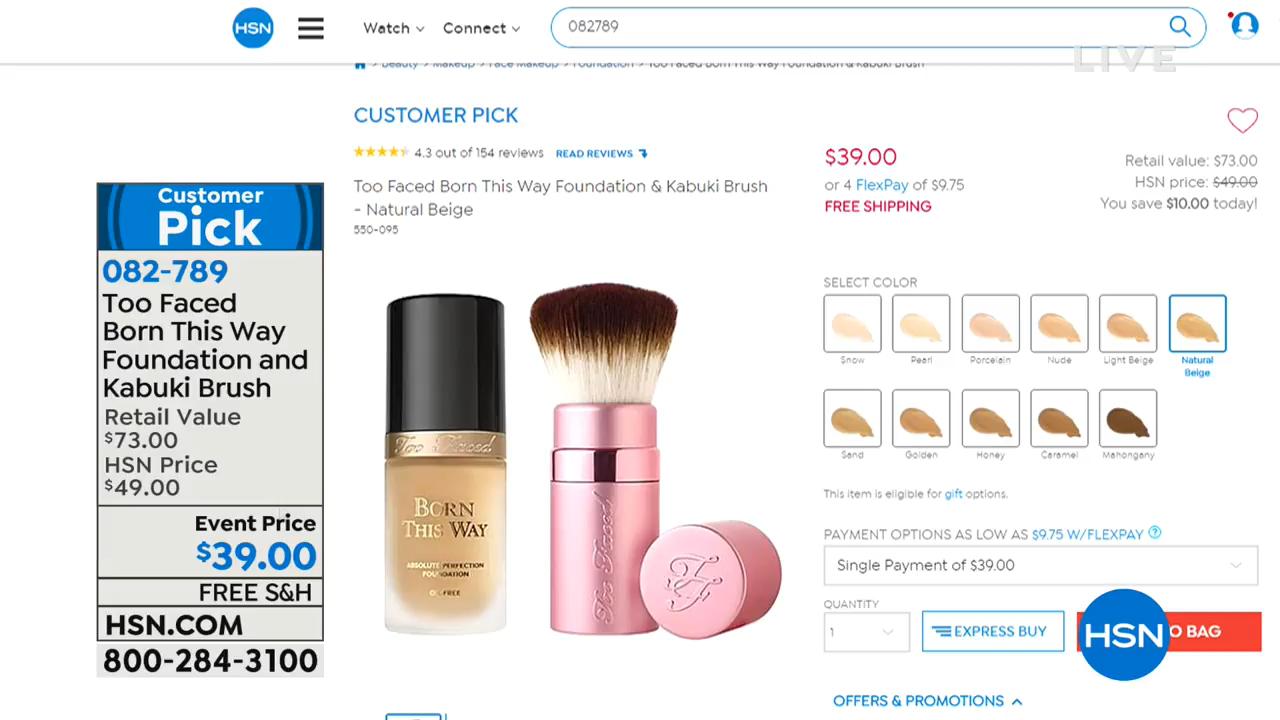 HSN
Watch
Connect
082789
LIVE
> Beauty > Makeup > Face Makeup > Foundation > Too Faced Born This Way Foundation & Kabuki Brush
CUSTOMER PICK
4.3 out of 154 reviews READ REVIEWS
Too Faced Born This Way Foundation & Kabuki Brush
- Natural Beige
550-095
$39.00
or 4 FlexPay of $9.75
FREE SHIPPING
Retail value: $73.00
HSN price: $49.00
You save $10.00 today!
Customer
Pick
082-789
Too Faced
Born This Way
Foundation and
Kabuki Brush
Retail Value
$73.00
HSN Price
$49.00
Event Price
$39.00
FREE S&H
HSN.COM
800-284-3100
Too Faced
BORN
THIS WAY
ABSOLUTE PERFECTION
FOUNDATION
OIL-FREE
Too Faced
TF
SELECT COLOR
Snow
Pearl
Porcelain
Nude
Light Beige
Natural
Beige
Sand
Golden
Honey
Caramel
Mahogany
This item is eligible for gift options.
PAYMENT OPTIONS AS LOW AS $9.75 W/FLEXPAY ?
Single Payment of $39.00
QUANTITY
1
EXPRESS BUY
HSN
O BAG
OFFERS & PROMOTIONS